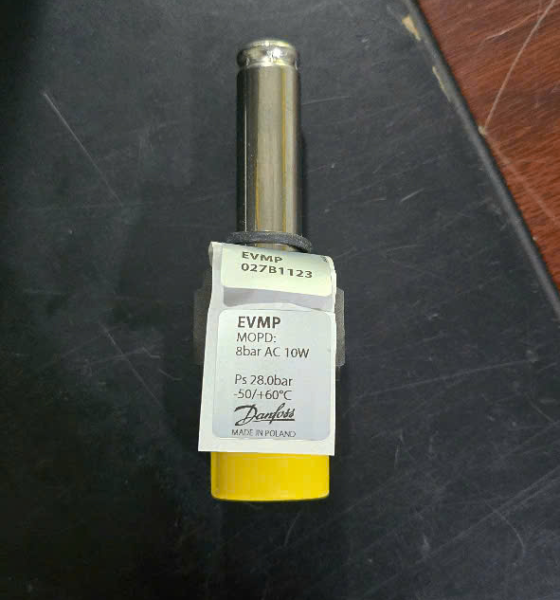 EVMP
027B1123
EVMP
MOPD:
8bar AC 10W
Ps 28.0bar
-50/+60°C
Danfoss
MADE IN POLAND